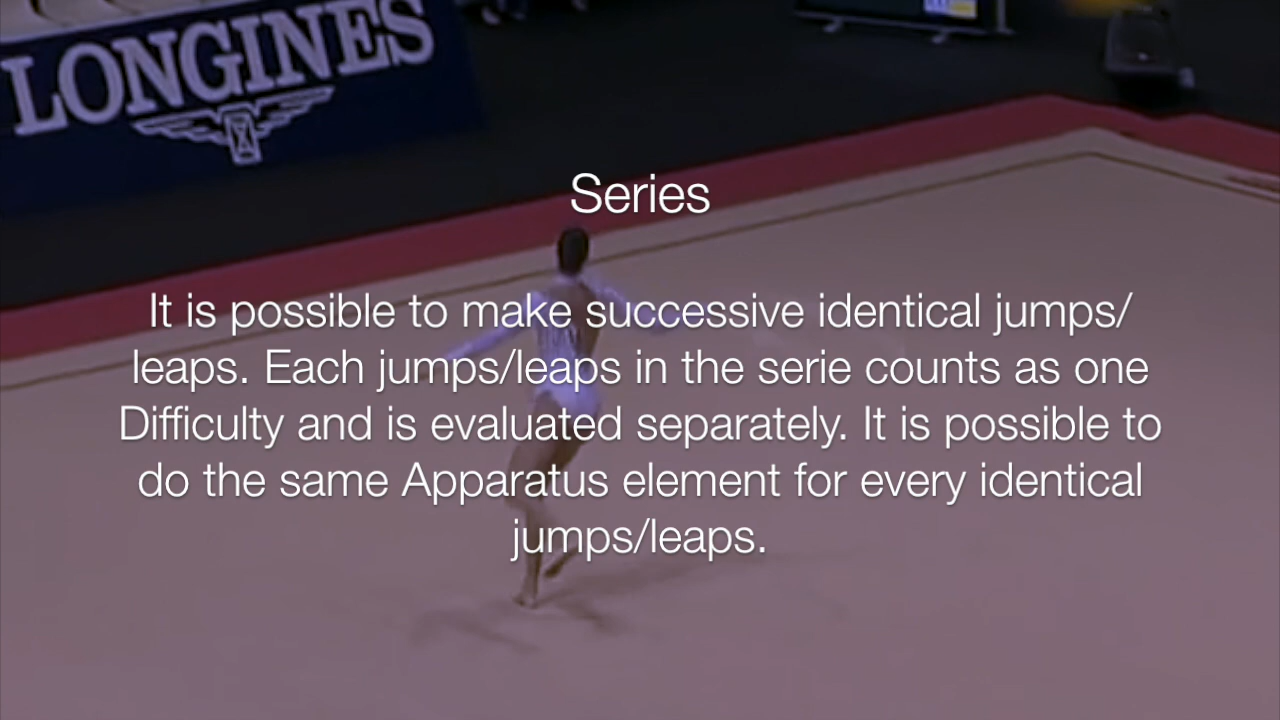 LONGINES
Series
It is possible to make successive identical jumps/
leaps. Each jumps/leaps in the serie counts as one
Difficulty and is evaluated separately. It is possible to
do the same Apparatus element for every identical
jumps/leaps.